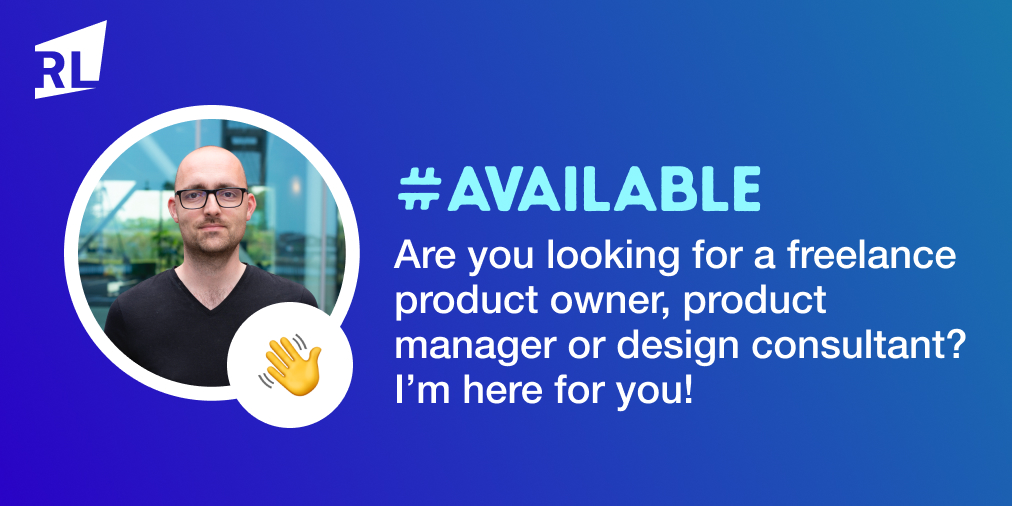 RL
#AVAILABLE
Are you looking for a freelance
product owner, product
manager or design consultant?
I’m here for you!